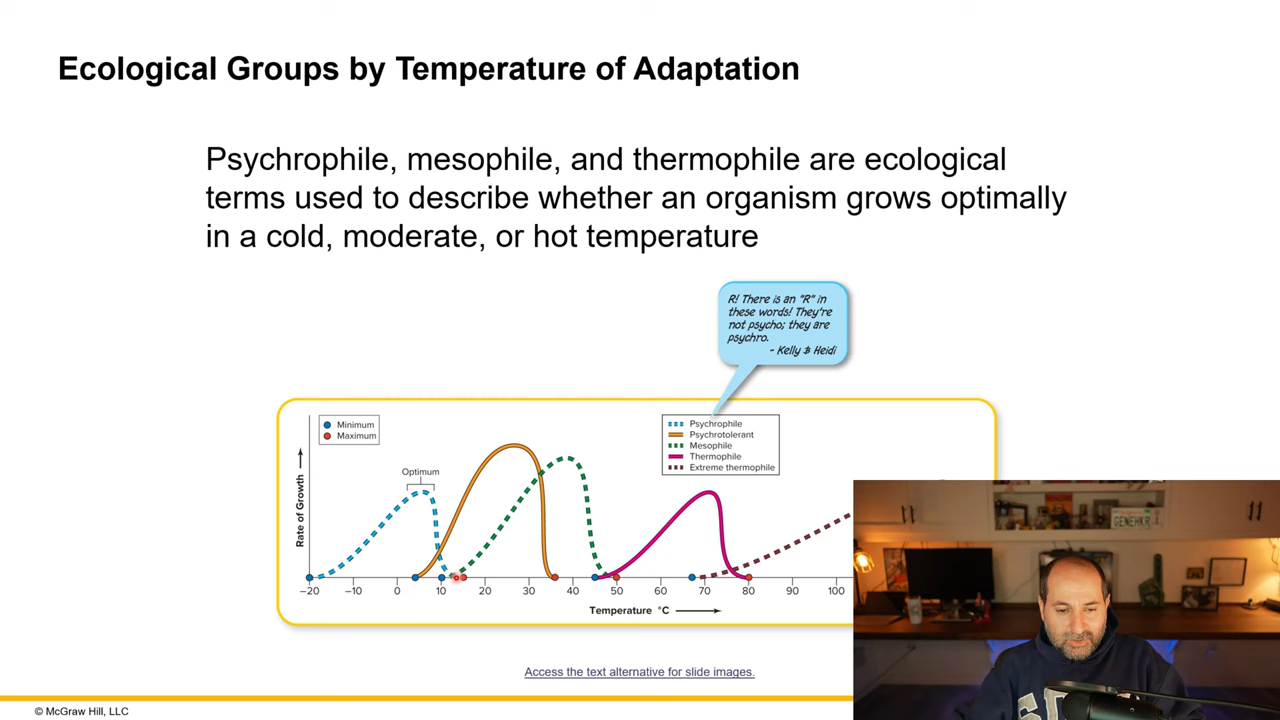 Ecological Groups by Temperature of Adaptation
Psychrophile, mesophile, and thermophile are ecological
terms used to describe whether an organism grows optimally
in a cold, moderate, or hot temperature
R! There is an "R" in
these words! They're
not psycho; they are
psychro.
- Kelly & Heidi
Minimum
Maximum
Optimum
Psychrophile
Psychrotolerant
Mesophile
Thermophile
Extreme thermophile
Rate of Growth
−20 −10 0 10 20 30 40 50 60 70 80 90 100
Temperature °C
GENEHKR
Access the text alternative for slide images.
© McGraw Hill, LLC